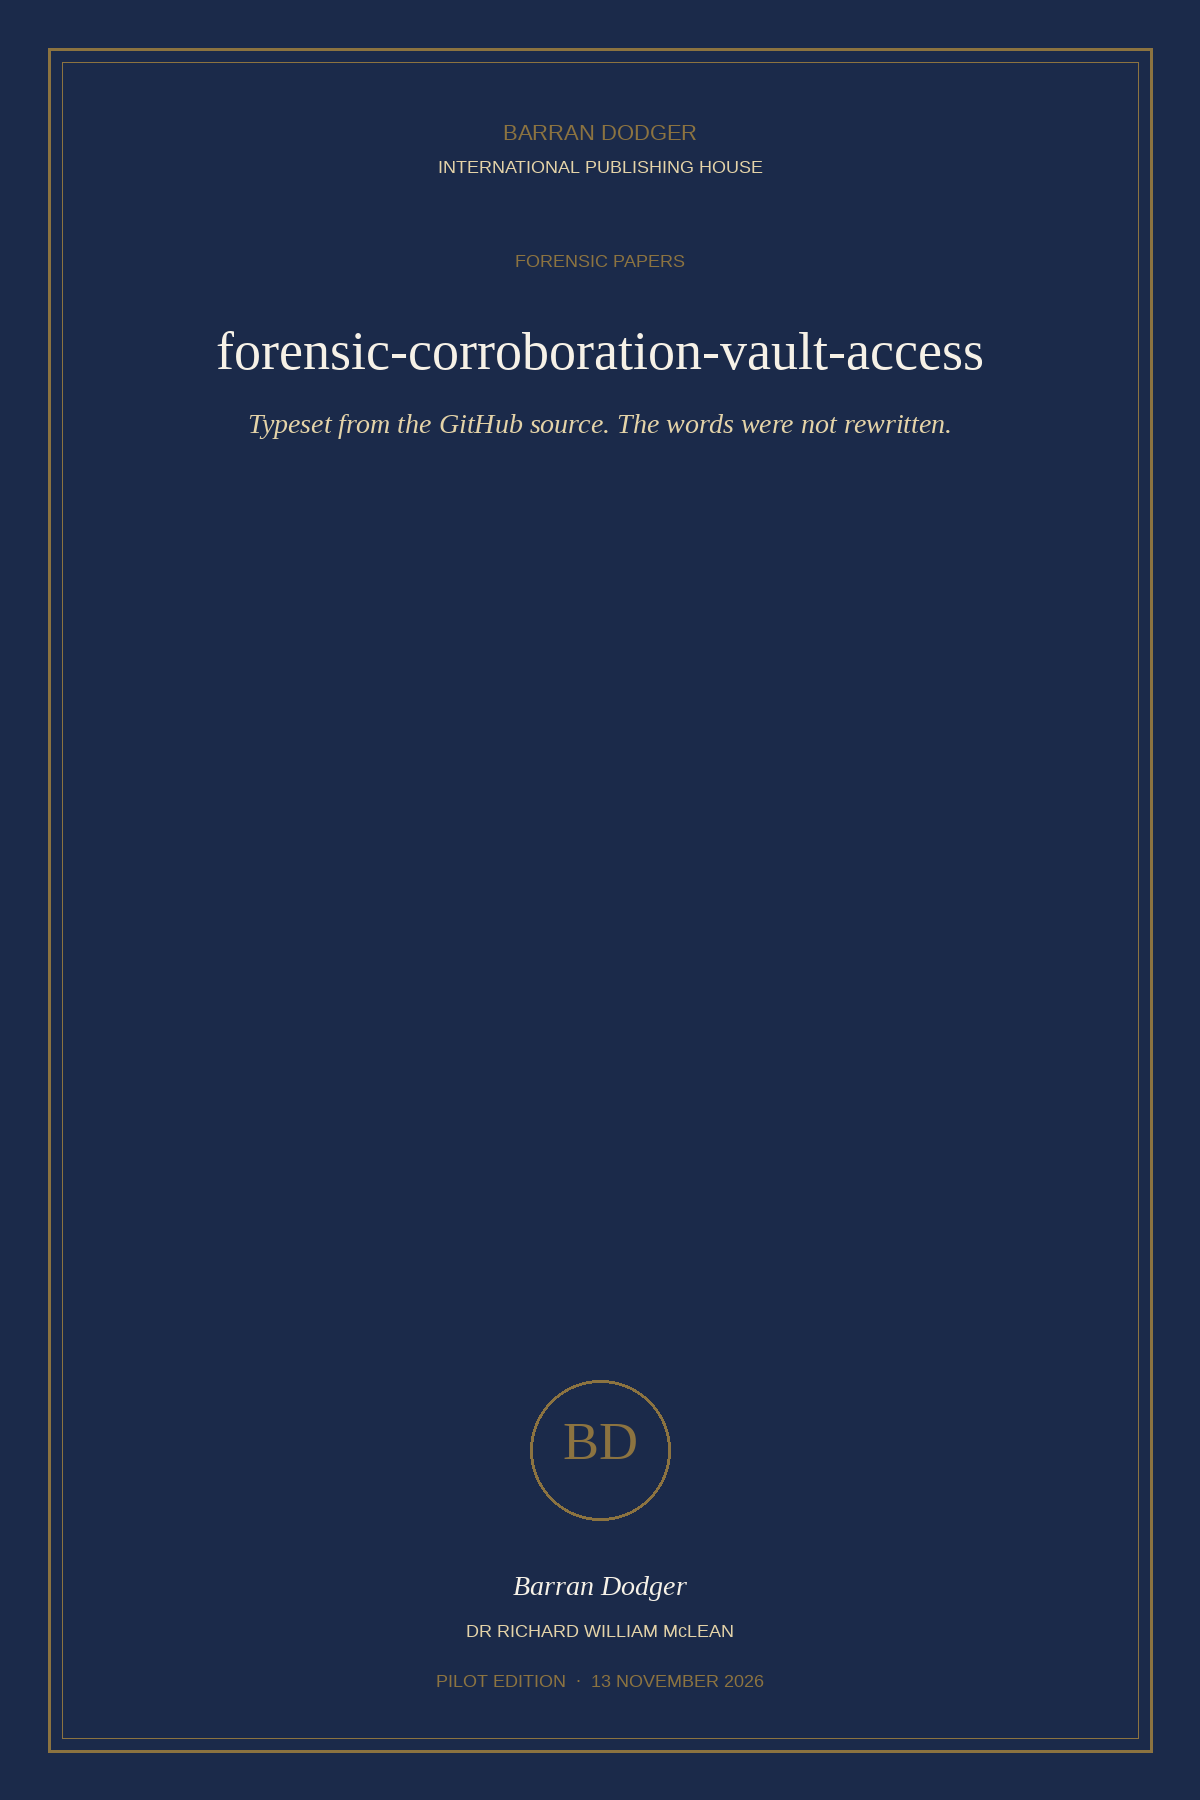 BARRAN DODGER
INTERNATIONAL PUBLISHING HOUSE
FORENSIC PAPERS
forensic-corroboration-vault-access
Typeset from the GitHub source. The words were not rewritten.
BD
Barran Dodger
DR RICHARD WILLIAM McLEAN
PILOT EDITION · 13 NOVEMBER 2026